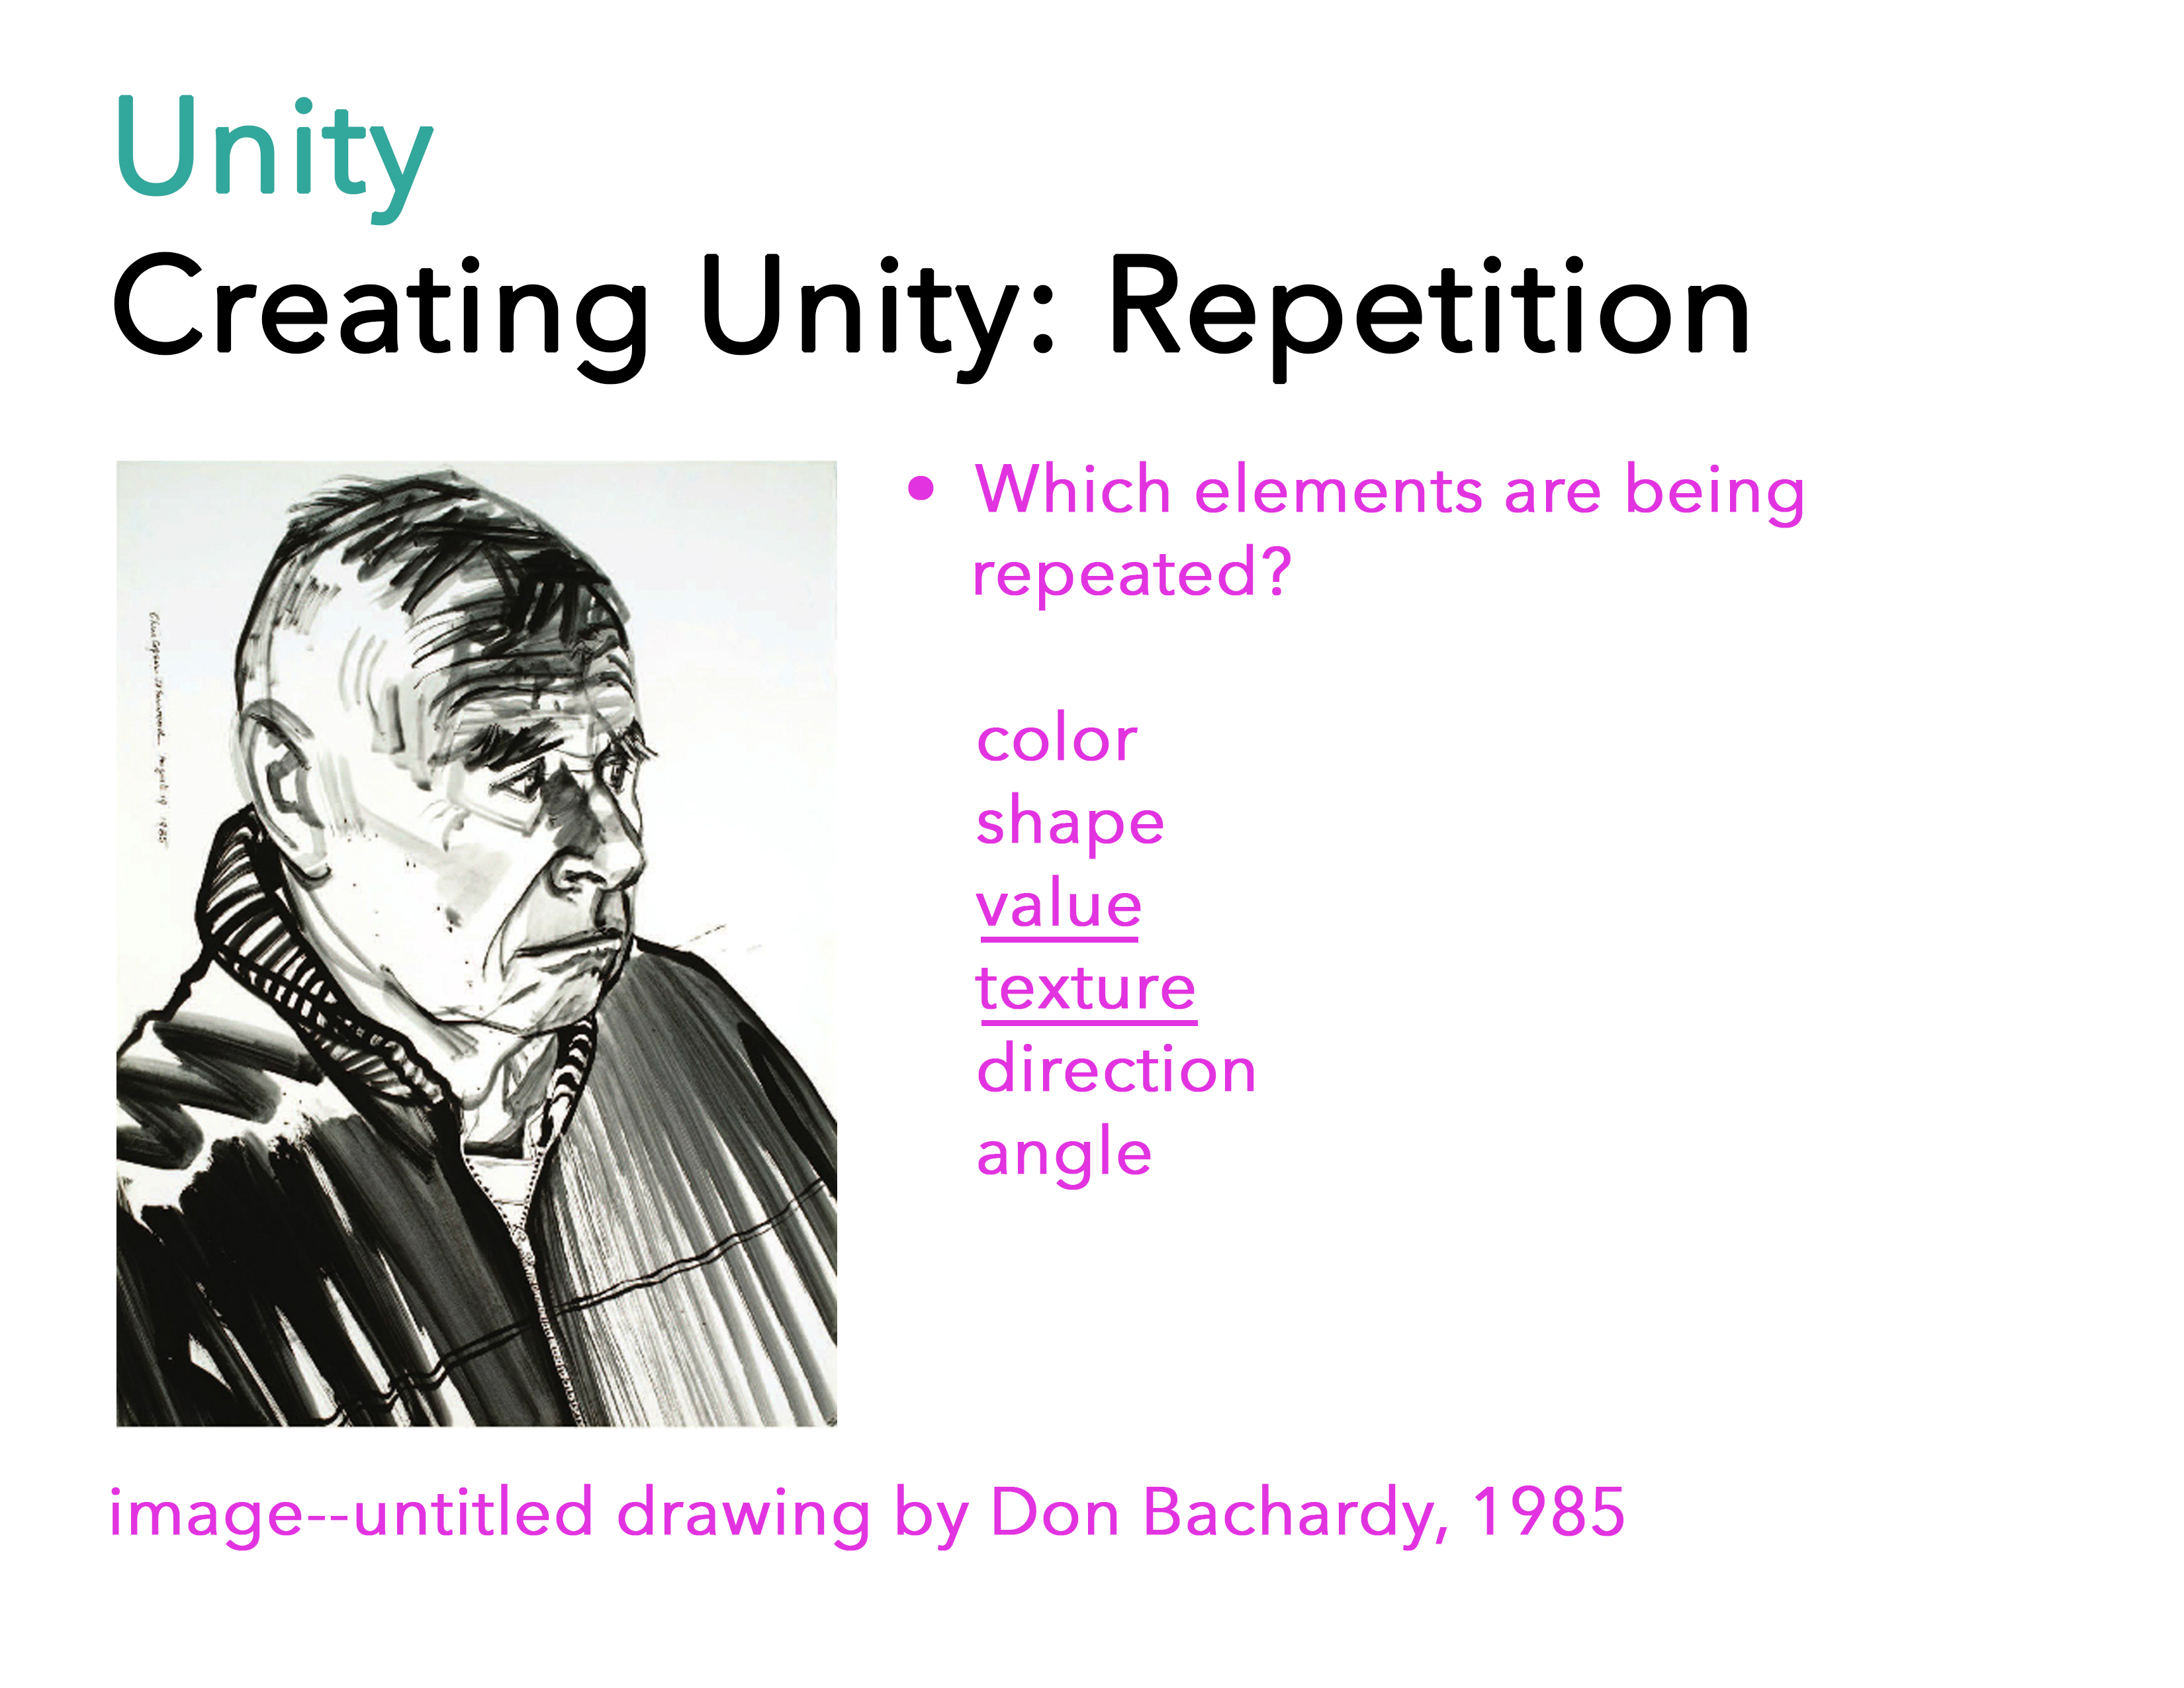 Unity
Creating Unity: Repetition
• Which elements are being
repeated?
color
shape
value
texture
direction
angle
1985
image--untitled drawing by Don Bachardy, 1985